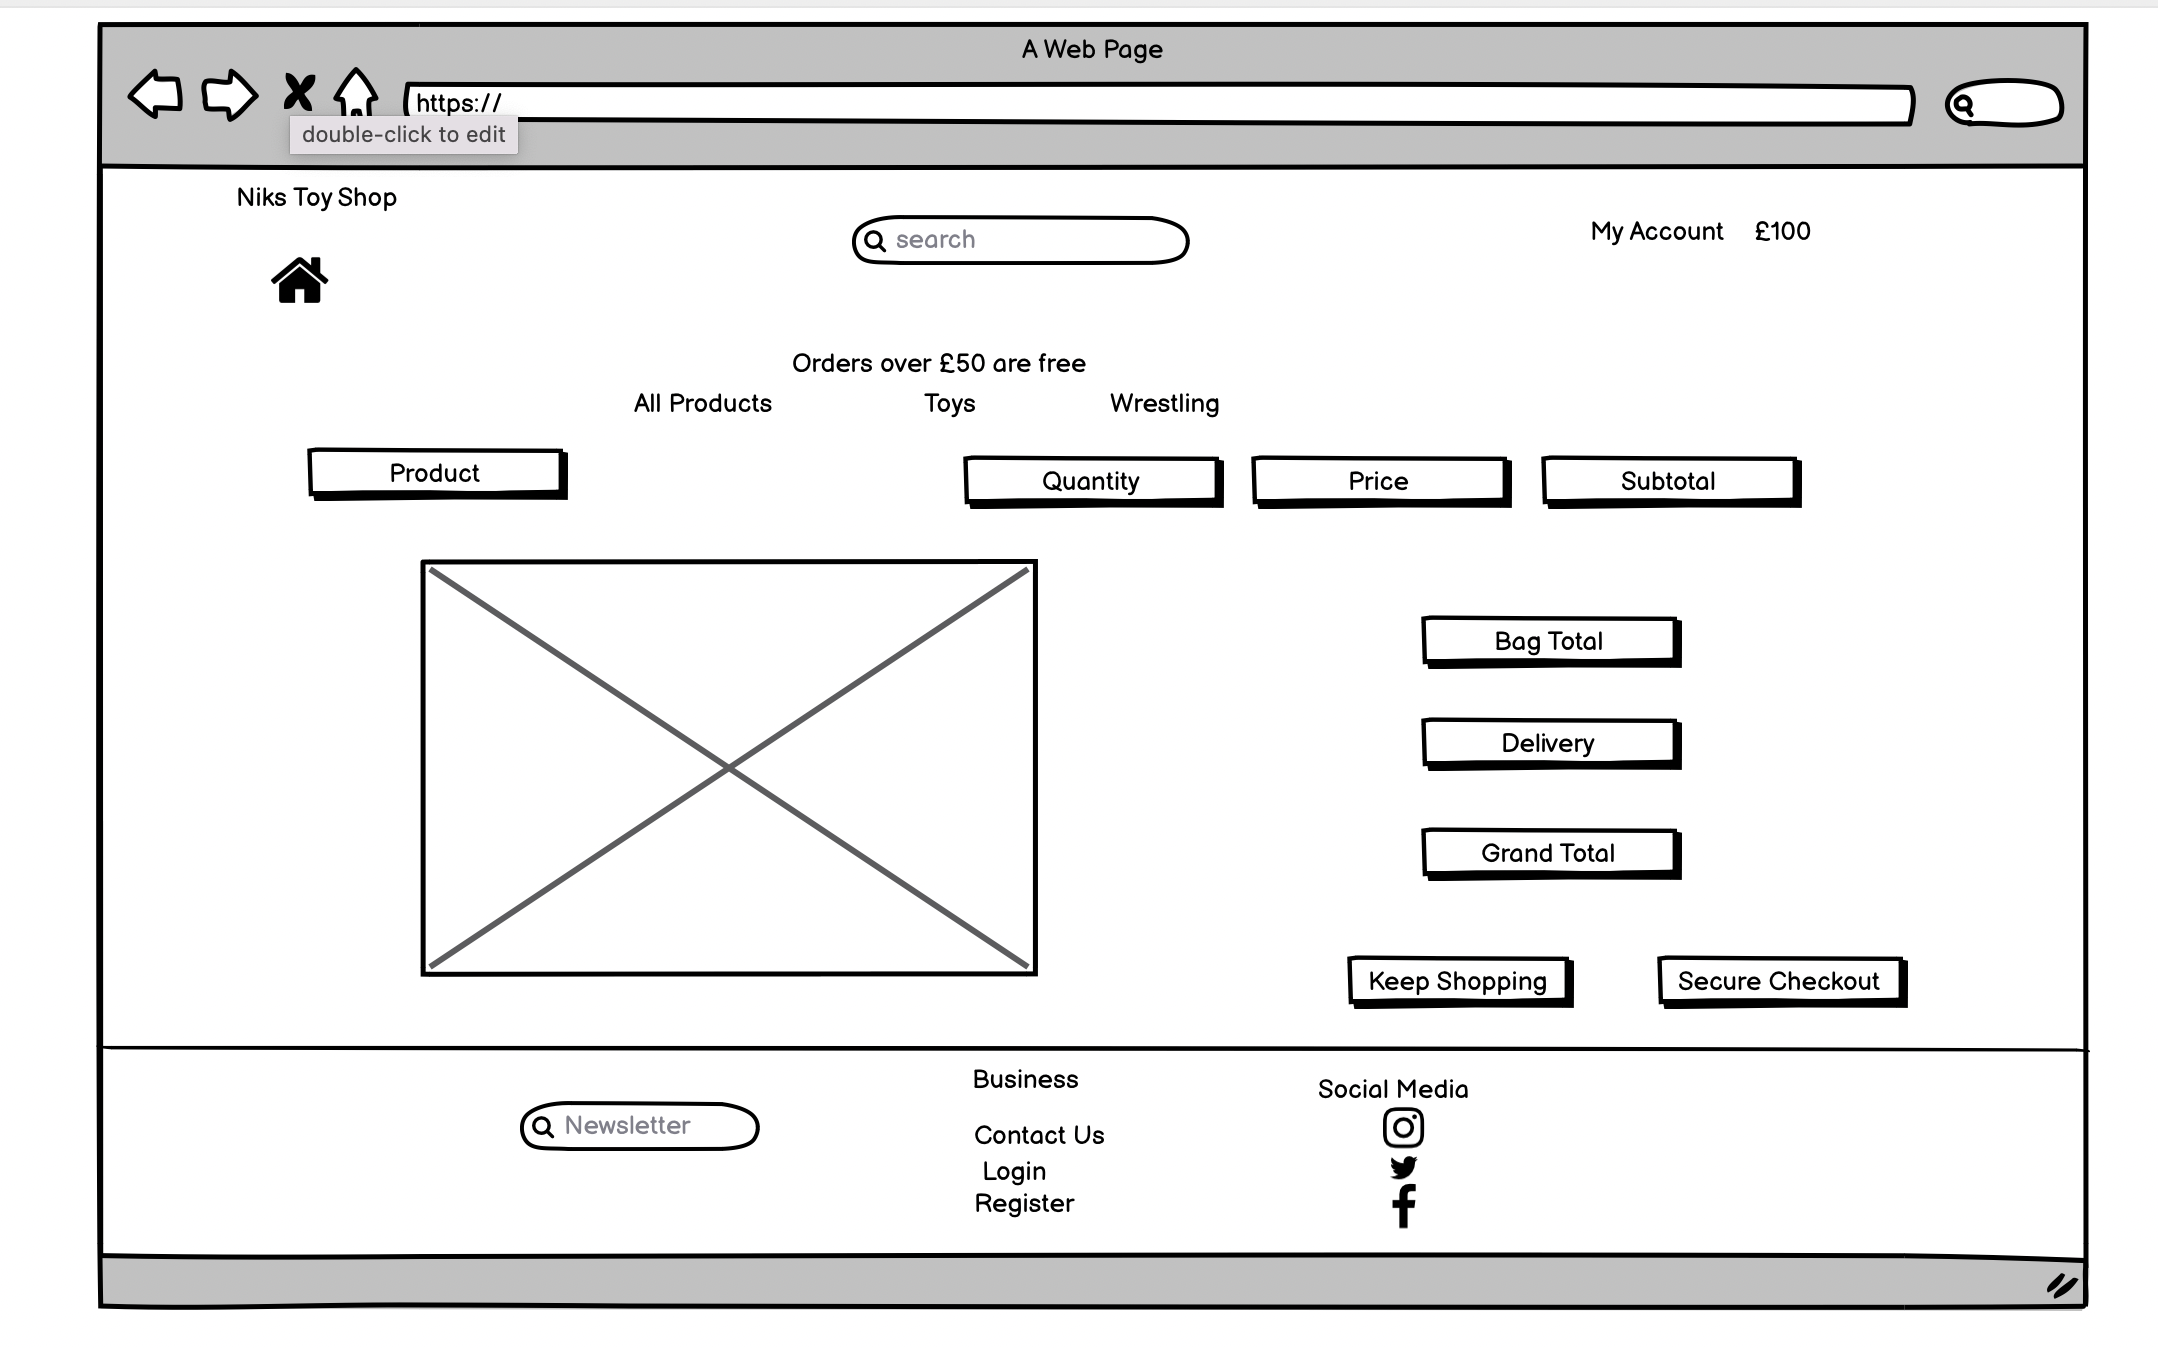 A Web Page
https://
double-click to edit
Niks Toy Shop
search
My Account £100
Orders over £50 are free
All Products Toys Wrestling
Product Quantity Price Subtotal
Bag Total
Delivery
Grand Total
Keep Shopping Secure Checkout
Newsletter
Business
Contact Us
Login
Register
Social Media